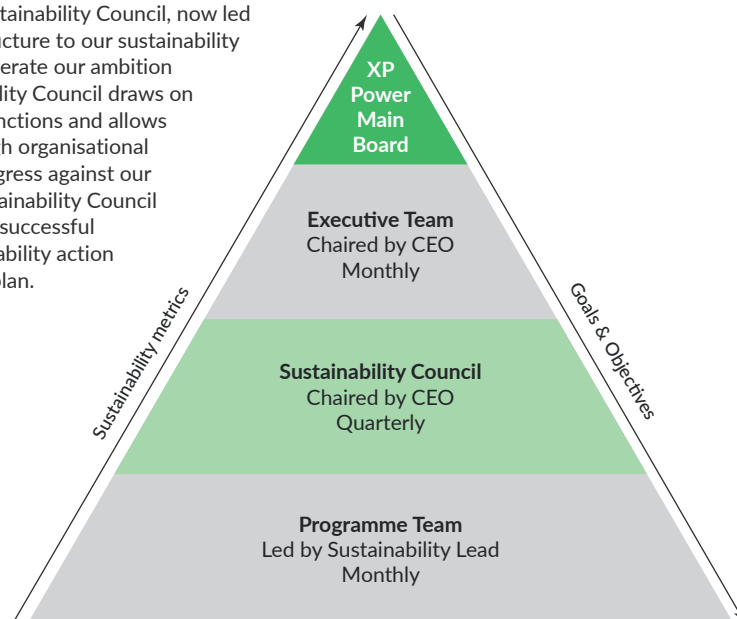 tainability Council, now led
cture to our sustainability
erate our ambition
lity Council draws on
nctions and allows
h organisational
gress against our
ainability Council
successful
ability action
plan.
XP
Power
Main
Board
Executive Team
Chaired by CEO
Monthly
Sustainability Council
Chaired by CEO
Quarterly
Programme Team
Led by Sustainability Lead
Monthly
Sustainability metrics
Goals & Objectives